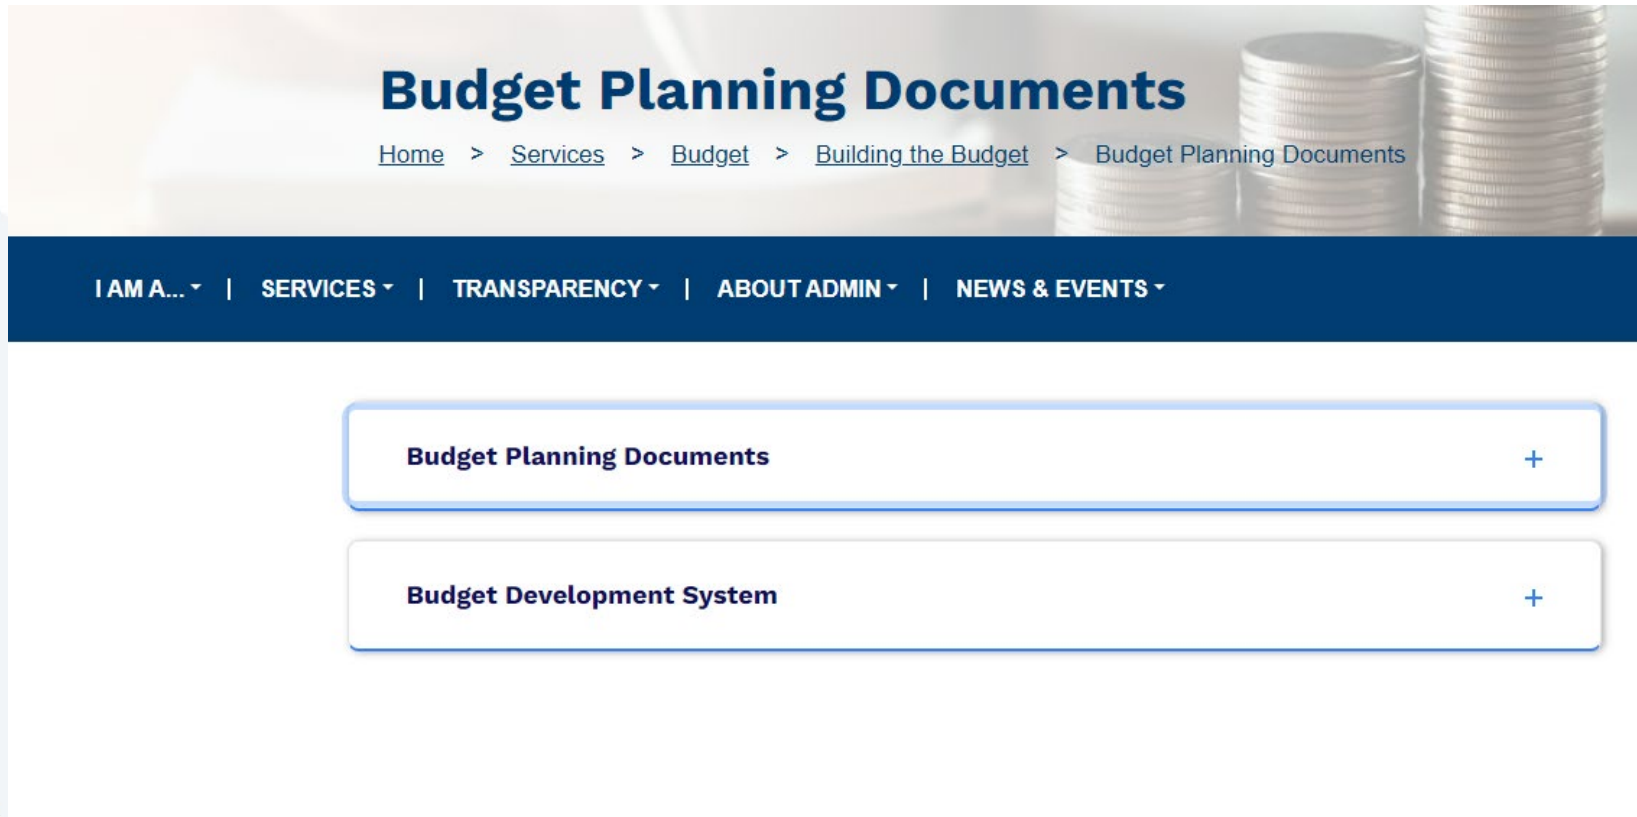 Budget Planning Documents
Home > Services > Budget > Building the Budget > Budget Planning Documents
I AM A... | SERVICES | TRANSPARENCY | ABOUT ADMIN | NEWS & EVENTS
Budget Planning Documents +
Budget Development System +